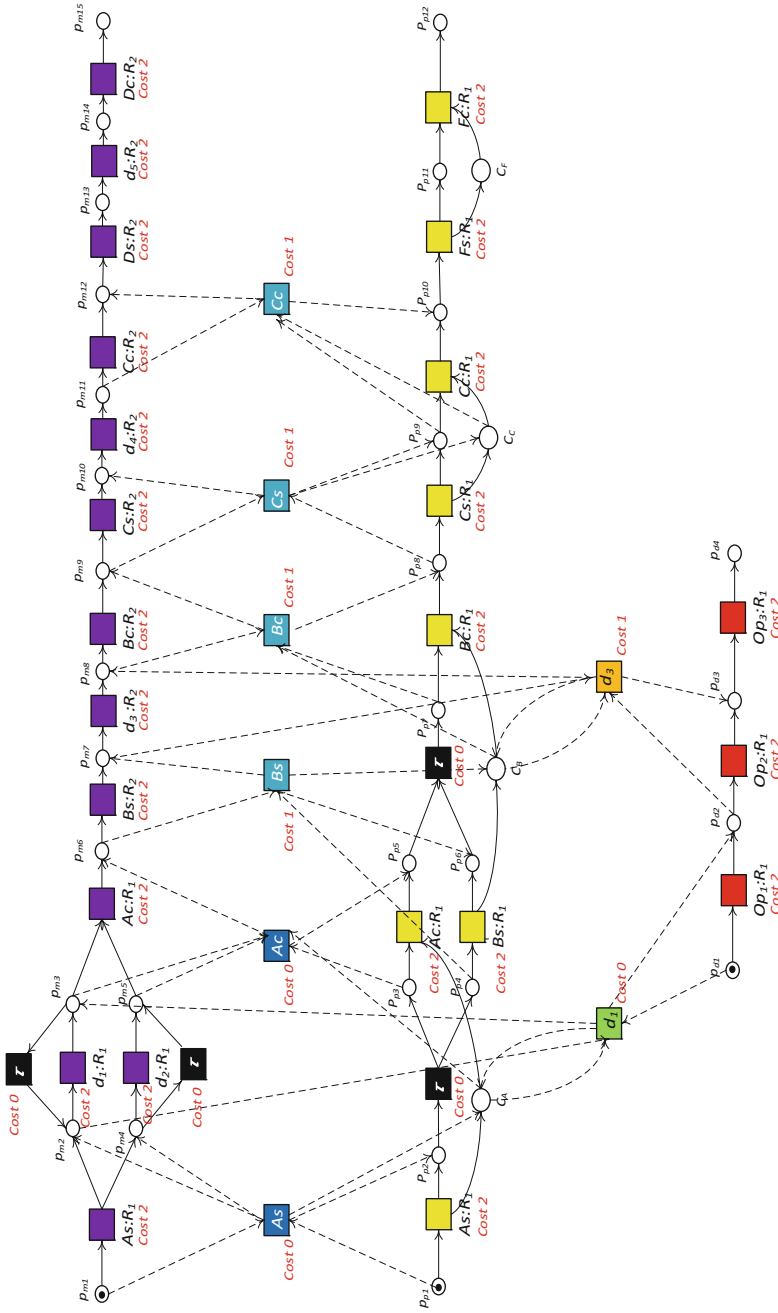 p_m1
As:R_1
Cost 2
p_m2
p_m4
τ
Cost 0
d_1:R_1
Cost 2
d_2:R_1
Cost 2
τ
Cost 0
p_m3
p_m5
Ac:R_1
Cost 2
p_m6
Bs:R_2
Cost 2
p_m7
d_3:R_2
Cost 2
p_m8
Bc:R_2
Cost 2
p_m9
Cs:R_2
Cost 2
p_m10
d_4:R_2
Cost 2
p_m11
Cc:R_2
Cost 2
p_m12
Ds:R_2
Cost 2
p_m13
d_5:R_2
Cost 2
p_m14
Dc:R_2
Cost 2
p_m15
As
Cost 0
Ac
Cost 0
Bs
Cost 1
Bc
Cost 1
Cs
Cost 1
Cc
Cost 1
p_p1
As:R_1
Cost 2
P_p2
τ
Cost 0
C_A
P_p3
P_p4
Ac:R_1
Cost 2
Bs:R_1
Cost 2
P_p5
P_p6
τ
Cost 0
P_p7
C_B
Bc:R_1
Cost 2
P_p8
Cs:R_1
Cost 2
P_p9
C_C
Cc:R_1
Cost 2
P_p10
Fs:R_1
Cost 2
P_p11
C_F
Fc:R_1
Cost 2
P_p12
d_1
Cost 0
d_3
Cost 1
p_d1
Op_1:R_1
Cost 2
p_d2
Op_2:R_1
Cost 2
p_d3
Op_3:R_1
Cost 2
p_d4